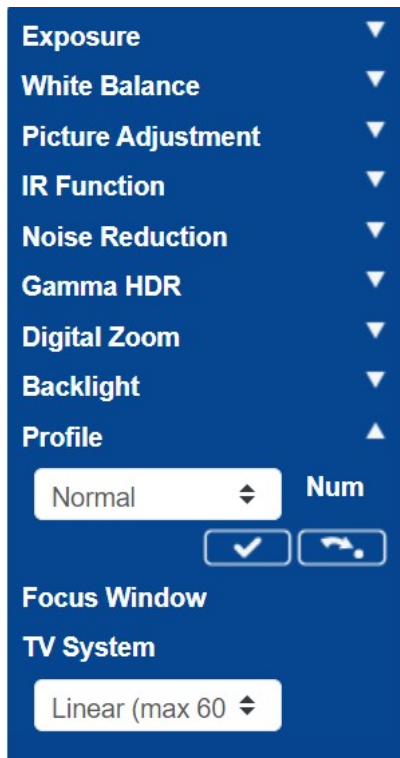 Exposure
White Balance
Picture Adjustment
IR Function
Noise Reduction
Gamma HDR
Digital Zoom
Backlight
Profile
Normal Num
Focus Window
TV System
Linear (max 60